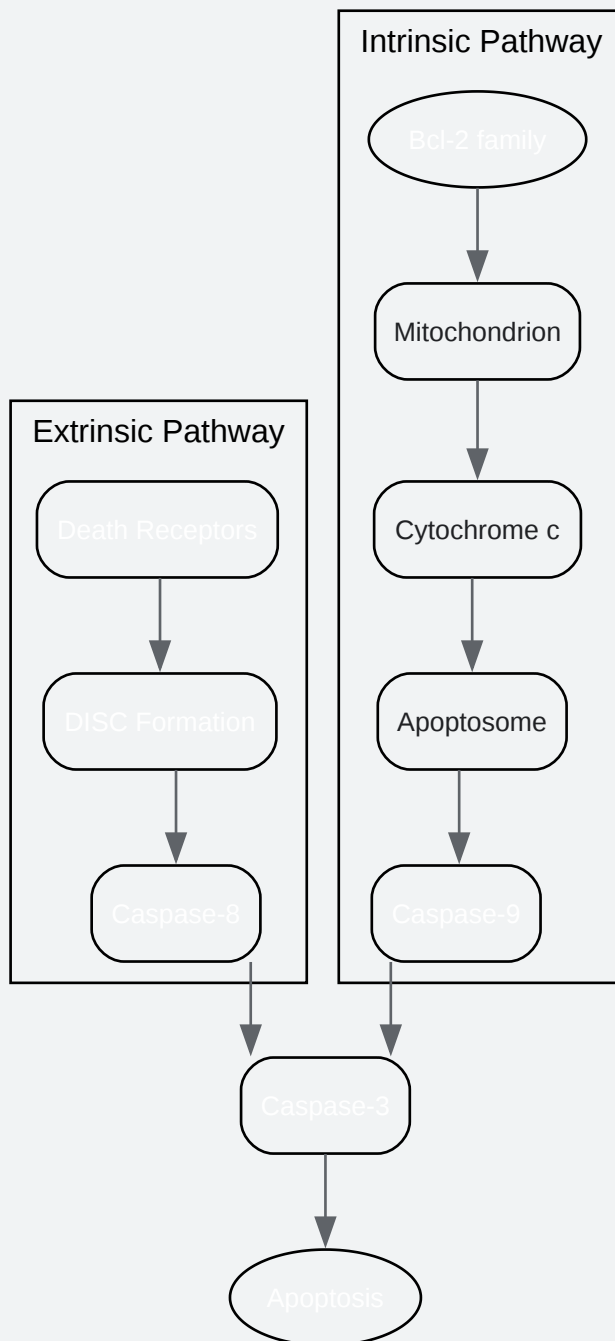 Intrinsic Pathway
Bcl-2 family
Mitochondrion
Extrinsic Pathway
Death Receptors
Cytochrome c
DISC Formation
Apoptosome
Caspase-8
Caspase-9
Caspase-3
Apoptosis